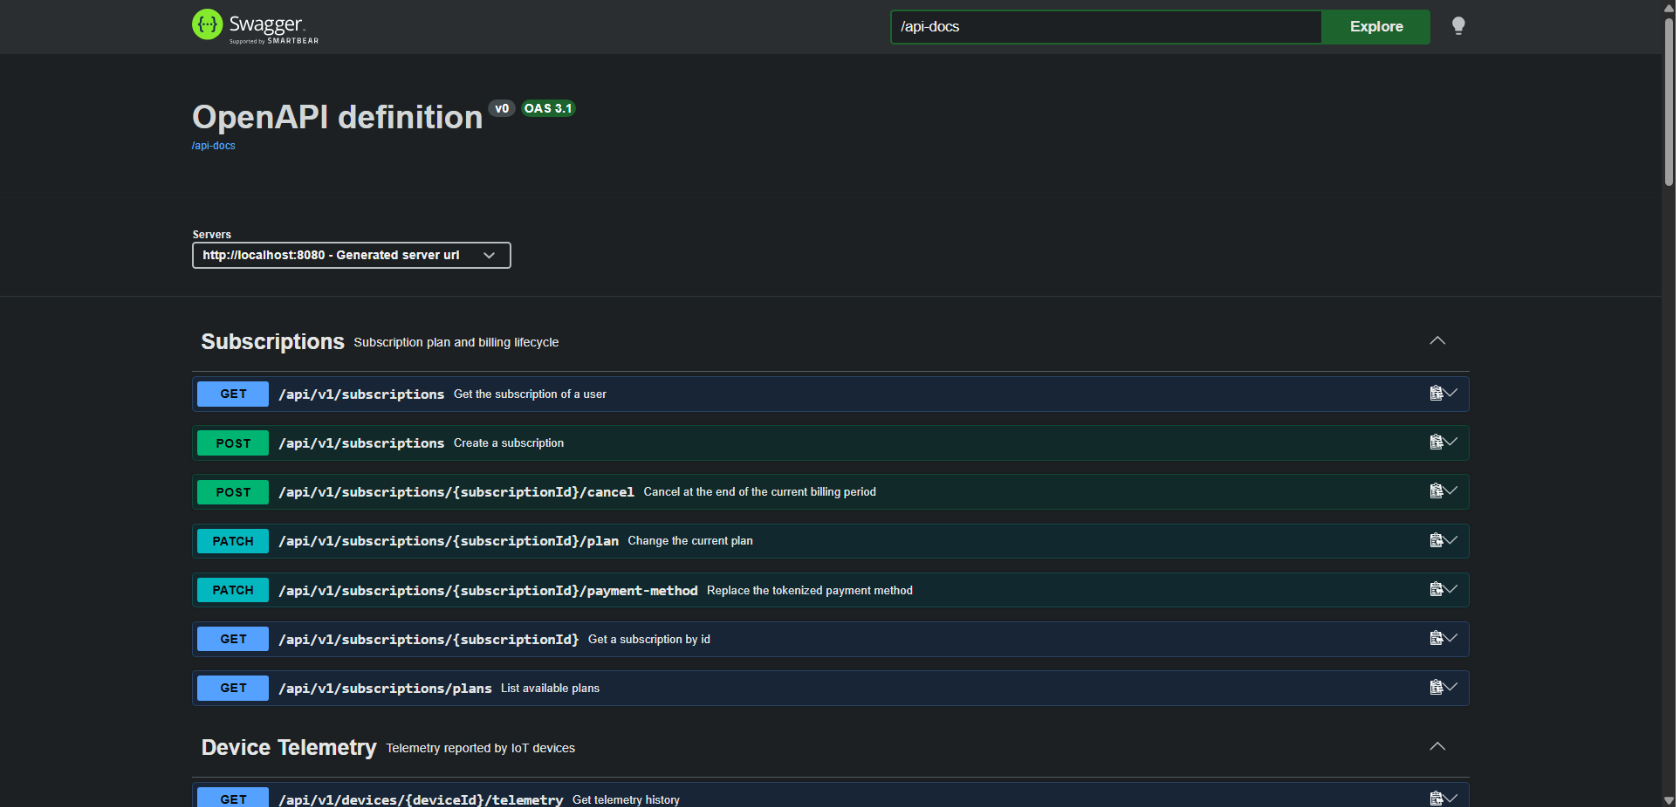 Swagger.
Supported by SMARTBEAR
/api-docs
Explore
OpenAPI definition v0 OAS 3.1
/api-docs
Servers
http://localhost:8080 - Generated server url
Subscriptions Subscription plan and billing lifecycle
GET /api/v1/subscriptions Get the subscription of a user
POST /api/v1/subscriptions Create a subscription
POST /api/v1/subscriptions/{subscriptionId}/cancel Cancel at the end of the current billing period
PATCH /api/v1/subscriptions/{subscriptionId}/plan Change the current plan
PATCH /api/v1/subscriptions/{subscriptionId}/payment-method Replace the tokenized payment method
GET /api/v1/subscriptions/{subscriptionId} Get a subscription by id
GET /api/v1/subscriptions/plans List available plans
Device Telemetry Telemetry reported by IoT devices
GET /api/v1/devices/{deviceId}/telemetry Get telemetry history